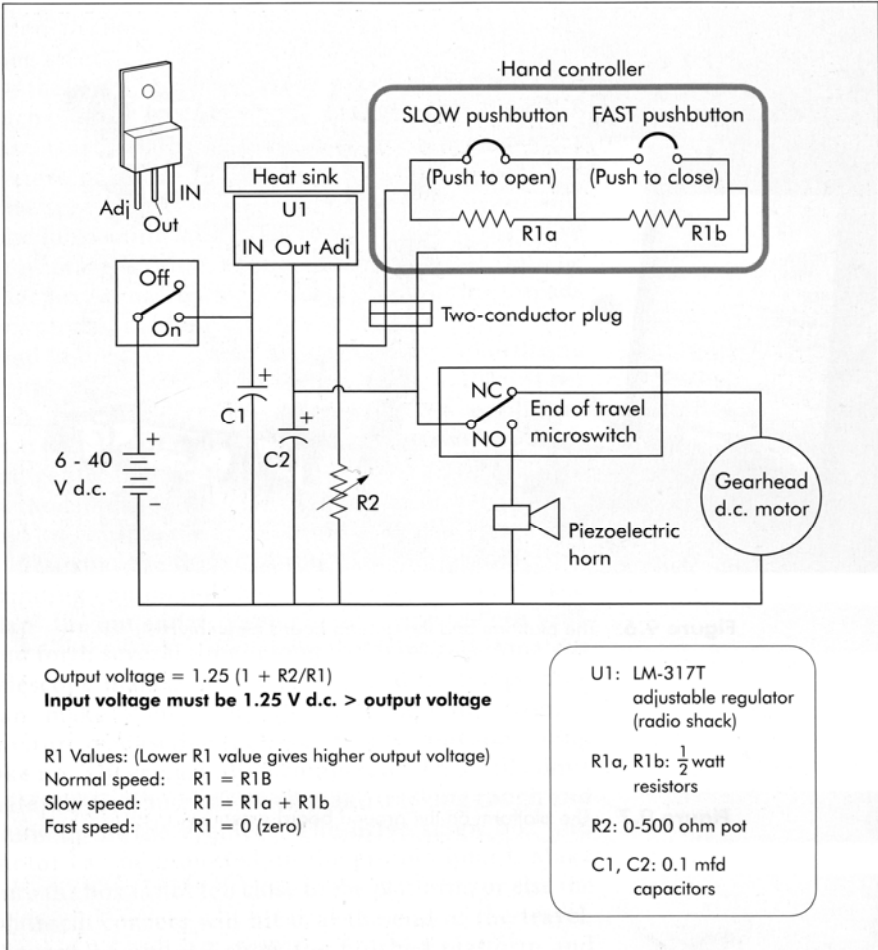 Hand controller
SLOW pushbutton FAST pushbutton
(Push to open) (Push to close)
R1a R1b
Heat sink
U1
IN Out Adj
Adj
Out
IN
Off
On
Two-conductor plug
+
C1
+
C2
NC
NO
End of travel
microswitch
+
6 - 40
V d.c.
R2
Gearhead
d.c. motor
Piezoelectric
horn
Output voltage = 1.25 (1 + R2/R1)
Input voltage must be 1.25 V d.c. > output voltage
R1 Values: (Lower R1 value gives higher output voltage)
Normal speed: R1 = R1B
Slow speed: R1 = R1a + R1b
Fast speed: R1 = 0 (zero)
U1: LM-317T
adjustable regulator
(radio shack)
R1a, R1b: 1/2 watt
resistors
R2: 0-500 ohm pot
C1, C2: 0.1 mfd
capacitors